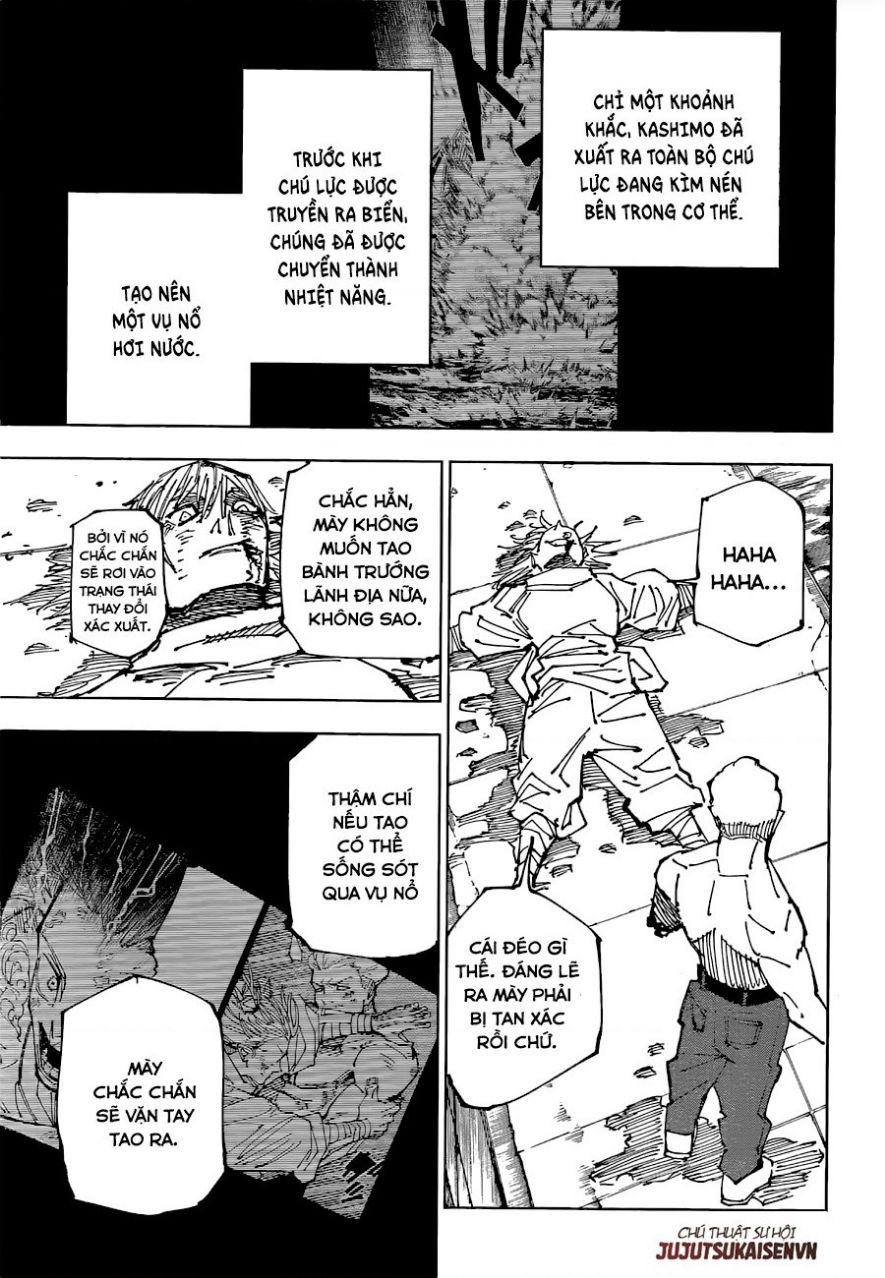 CHỈ MỘT KHOẢNH
KHẮC, KASHIMO ĐÃ
XUẤT RA TOÀN BỘ CHÚ
LỰC ĐANG KÌM NÉN
BÊN TRONG CƠ THỂ.
TRƯỚC KHI
CHÚ LỰC ĐƯỢC
TRUYỀN RA BIỂN,
CHÚNG ĐÃ ĐƯỢC
CHUYỂN THÀNH
NHIỆT NĂNG.
TẠO NÊN
MỘT VỤ NỔ
HƠI NƯỚC.
HAHA
HAHA...
CÁI ĐÉO GÌ
THẾ. ĐÁNG LẼ
RA MÀY PHẢI
BỊ TAN XÁC
RỒI CHỨ.
CHẮC HẲN,
MÀY KHÔNG
MUỐN TAO
BÀNH TRƯỚNG
LÃNH ĐỊA NỮA,
KHÔNG SAO.
BỞI VÌ NÓ
CHẮC CHẮN
SẼ RƠI VÀO
TRẠNG THÁI
THAY ĐỔI
XÁC XUẤT.
THẬM CHÍ
NẾU TAO
CÓ THỂ
SỐNG SÓT
QUA VỤ NỔ
MÀY
CHẮC CHẮN
SẼ VẶN TAY
TAO RA.
CHÚ THUẬT SƯ HỒI
JUJUTSUKAISENVN